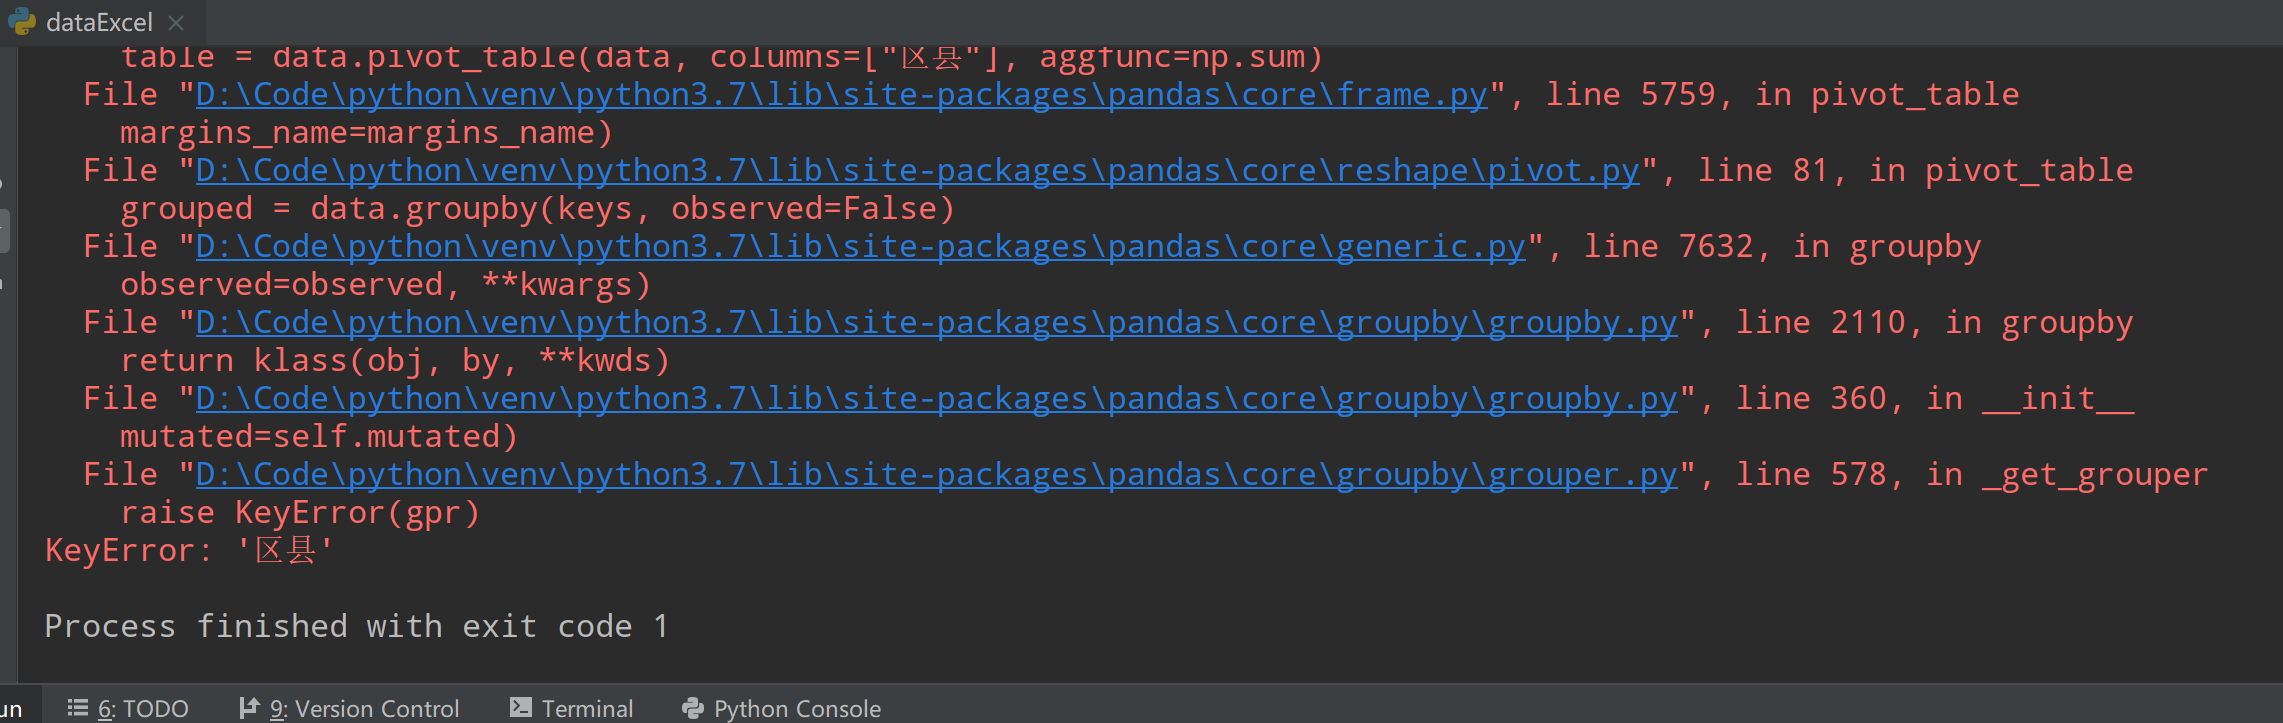 dataExcel
table = data.pivot_table(data, columns=["区县"], aggfunc=np.sum)
File "D:\Code\python\venv\python3.7\lib\site-packages\pandas\core\frame.py", line 5759, in pivot_table
margins_name=margins_name)
File "D:\Code\python\venv\python3.7\lib\site-packages\pandas\core\reshape\pivot.py", line 81, in pivot_table
grouped = data.groupby(keys, observed=False)
File "D:\Code\python\venv\python3.7\lib\site-packages\pandas\core\generic.py", line 7632, in groupby
observed=observed, **kwargs)
File "D:\Code\python\venv\python3.7\lib\site-packages\pandas\core\groupby\groupby.py", line 2110, in groupby
return klass(obj, by, **kwds)
File "D:\Code\python\venv\python3.7\lib\site-packages\pandas\core\groupby\groupby.py", line 360, in __init__
mutated=self.mutated)
File "D:\Code\python\venv\python3.7\lib\site-packages\pandas\core\groupby\grouper.py", line 578, in _get_grouper
raise KeyError(gpr)
KeyError: '区县'
Process finished with exit code 1
un 6: TODO 9: Version Control Terminal Python Console